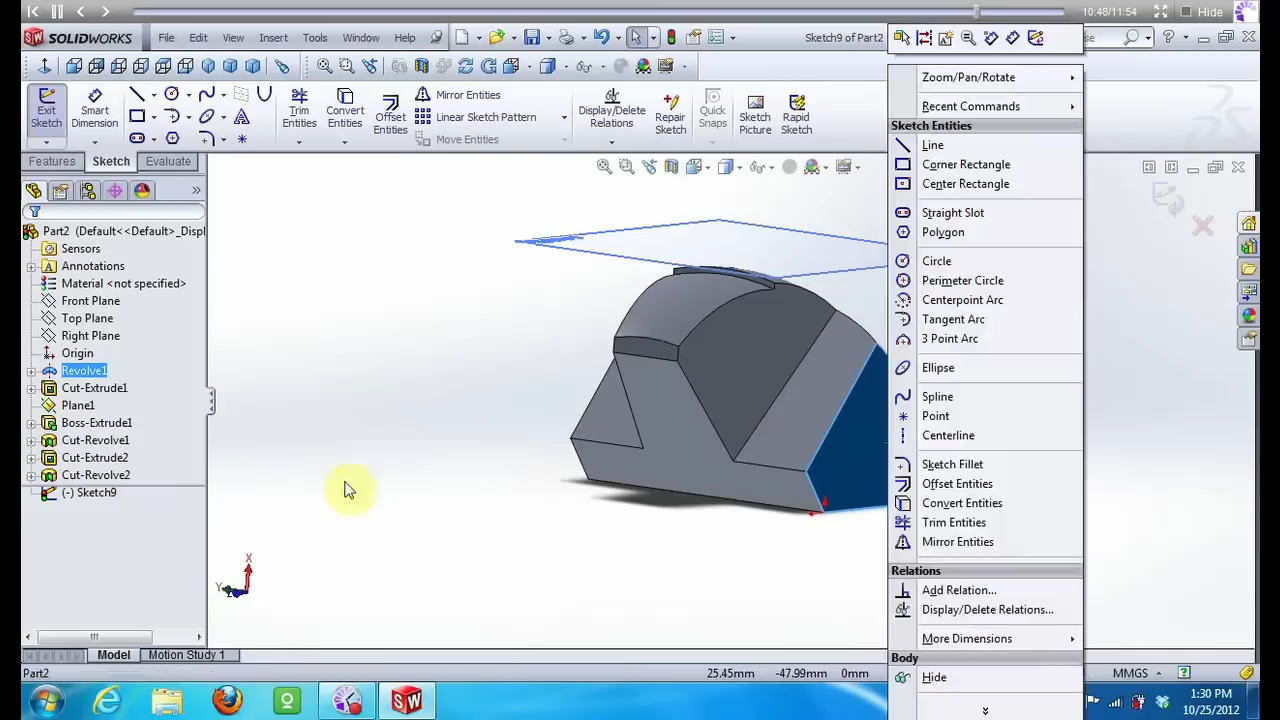 10:48/11:54 Hide
SOLIDWORKS File Edit View Insert Tools Window Help Sketch9 of Part2
Exit Sketch
Smart Dimension
Trim Entities
Convert Entities
Offset Entities
Mirror Entities
Linear Sketch Pattern
Move Entities
Display/Delete Relations
Repair Sketch
Quick Snaps
Sketch Picture
Rapid Sketch
Features Sketch Evaluate
Part2 (Default<<Default>_Displ
Sensors
Annotations
Material <not specified>
Front Plane
Top Plane
Right Plane
Origin
Revolve1
Cut-Extrude1
Plane1
Boss-Extrude1
Cut-Revolve1
Cut-Extrude2
Cut-Revolve2
(-) Sketch9
X
Y
Zoom/Pan/Rotate
Recent Commands
Sketch Entities
Line
Corner Rectangle
Center Rectangle
Straight Slot
Polygon
Circle
Perimeter Circle
Centerpoint Arc
Tangent Arc
3 Point Arc
Ellipse
Spline
Point
Centerline
Sketch Fillet
Offset Entities
Convert Entities
Trim Entities
Mirror Entities
Relations
Add Relation...
Display/Delete Relations...
More Dimensions
Body
Hide
Model Motion Study 1
Part2 25.45mm -47.99mm 0mm MMGS
1:30 PM
10/25/2012